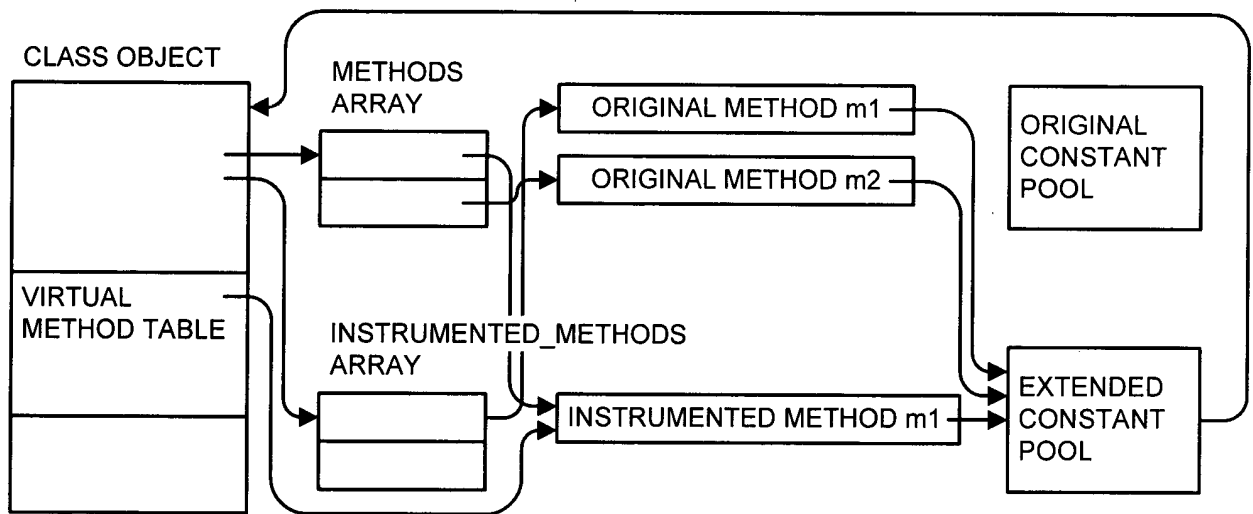 CLASS OBJECT
METHODS
ARRAY
ORIGINAL METHOD m1
ORIGINAL METHOD m2
ORIGINAL
CONSTANT
POOL
VIRTUAL
METHOD TABLE
INSTRUMENTED_METHODS
ARRAY
INSTRUMENTED METHOD m1
EXTENDED
CONSTANT
POOL